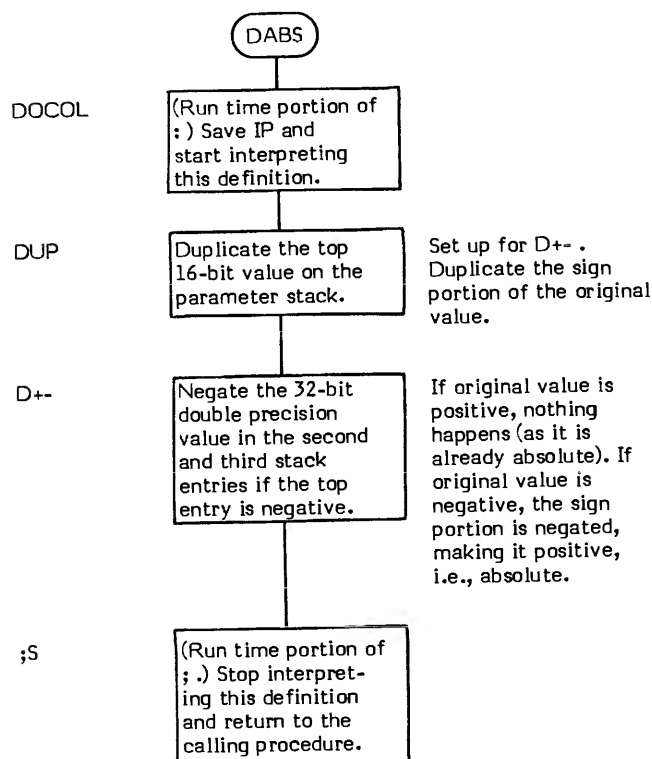 DABS
DOCOL
(Run time portion of
: ) Save IP and
start interpreting
this definition.
DUP
Duplicate the top
16-bit value on the
parameter stack.
Set up for D+- .
Duplicate the sign
portion of the original
value.
D+-
Negate the 32-bit
double precision
value in the second
and third stack
entries if the top
entry is negative.
If original value is
positive, nothing
happens (as it is
already absolute). If
original value is
negative, the sign
portion is negated,
making it positive,
i.e., absolute.
;S
(Run time portion of
; .) Stop interpret-
ing this definition
and return to the
calling procedure.